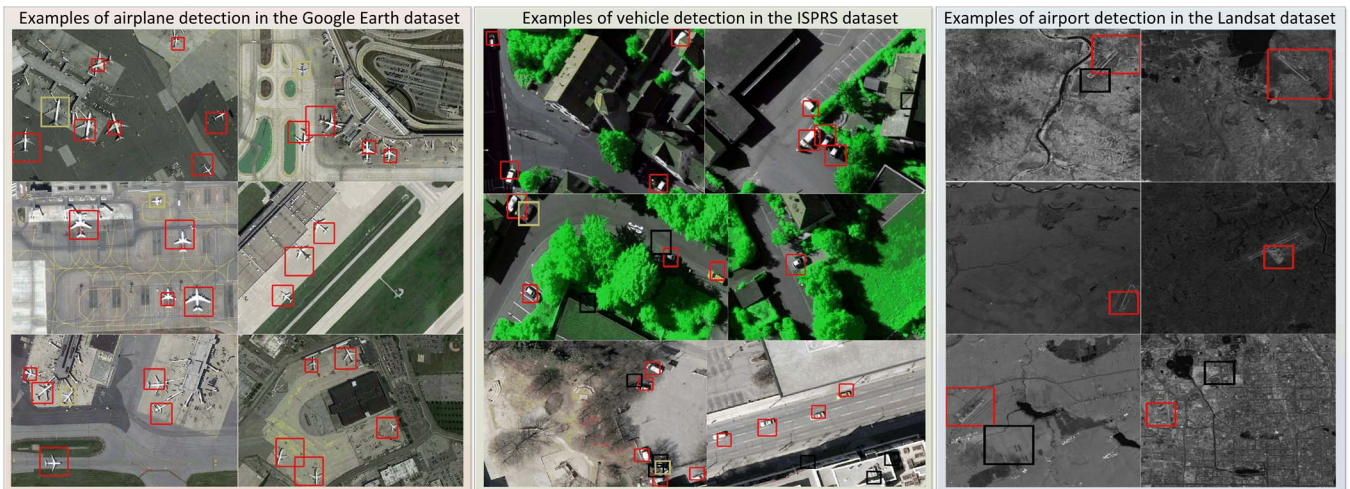 Examples of airplane detection in the Google Earth dataset
Examples of vehicle detection in the ISPRS dataset
Examples of airport detection in the Landsat dataset